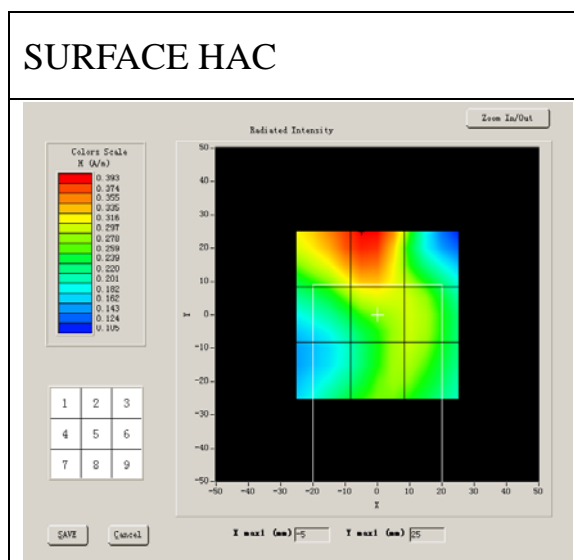 SURFACE HAC
Zoom In/Out
Radiated Intensity
Colors Scale
H (A/m)
0.393
0.374
0.355
0.335
0.316
0.297
0.278
0.259
0.239
0.220
0.201
0.182
0.162
0.143
0.124
0.105
50
40
30
20
10
0
-10
-20
-30
-40
-50
Y
-50 -40 -30 -20 -10 0 10 20 30 40 50
X
1 2 3
4 5 6
7 8 9
SAVE Cancel
X max1 (mm) -5 Y max1 (mm) 25